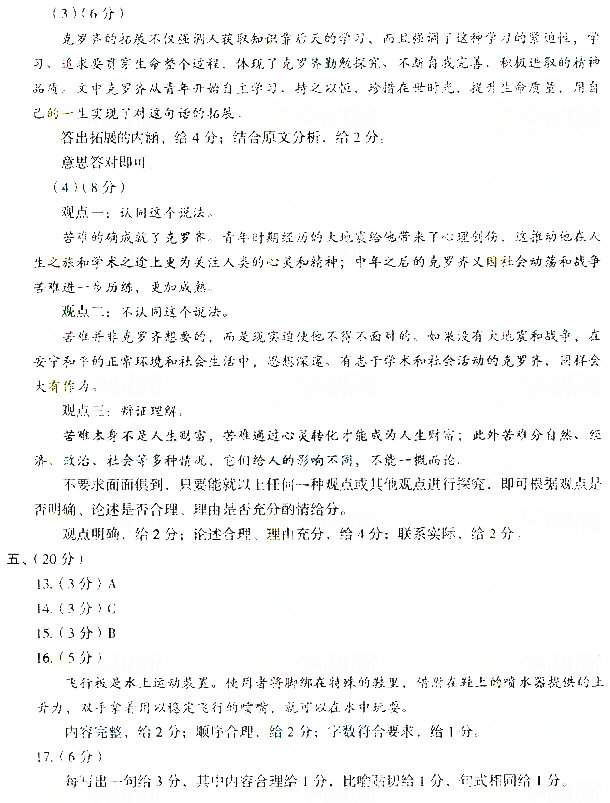 (3)(6分)
克罗齐的拓展不仅强调人获取知识靠后天的学习、而且强调了这种学习的紧迫性，学
习、追求要贯穿生命整个过程，体现了克罗齐勤勉探究、不断自我完善、积极进取的精神
品质。文中克罗齐从青年开始自主学习、持之以恒，珍惜在世时光，提升生命质量，用自
己的一生实现了对这句话的拓展。
答出拓展的内涵，给4分；结合原文分析，给2分。
意思答对即可
(4)(8分)
观点一：认同这个说法。
苦难的确成就了克罗齐。青年时期经历的大地震给他带来了心理创伤，这推动他在人
生之旅和学术之途上更为关注人类的心灵和精神；中年之后的克罗齐又因社会动荡和战争
苦难进一步历练，更加成熟。
观点二：不认同这个说法。
苦难并非克罗齐想要的，而是现实迫使他不得不面对的。如果没有大地震和战争，在
安宁和平的正常环境和社会生活中，思想深邃、有志于学术和社会活动的克罗齐，同样会
大有作为。
观点三：辩证理解。
苦难本身不是人生财富，苦难通过心灵转化才能成为人生财富；此外苦难分自然、经
济、政治、社会等多种情况，它们给人的影响不同，不能一概而论。
不要求面面俱到，只要能就以上任何一种观点或其他观点进行探究，即可根据观点是
否明确、论述是否合理、理由是否充分的情给分。
观点明确，给2分；论述合理、理由充分，给4分；联系实际，给2分。
五、(20分)
13.(3分)A
14.(3分)C
15.(3分)B
16.(5分)
飞行板是水上运动装置。使用者将脚绑在特殊的鞋里，借附在鞋上的喷水器提供的上
升力，双手拿着用以稳定飞行的喷嘴，就可以在水中玩耍。
内容完整，给2分；顺序合理，给2分；字数符合要求，给1分。
17.(6分)
每写出一句给3分，其中内容合理给1分，比喻贴切给1分，句式相同给1分。